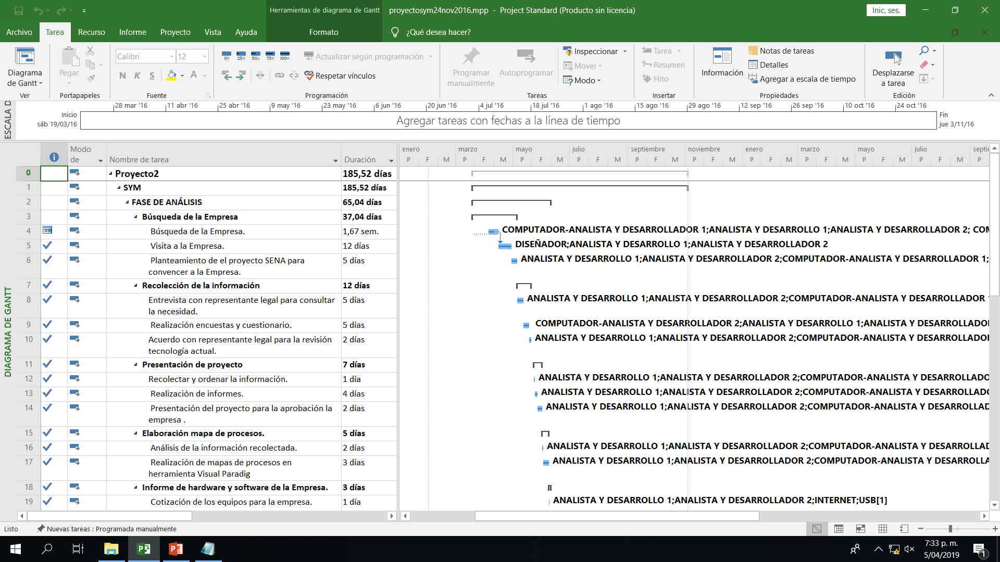 Herramientas de diagrama de Gantt
proyectosym24nov2016.mpp - Project Standard (Producto sin licencia)
Inic. ses.
Archivo Tarea Recurso Informe Proyecto Vista Ayuda Formato ¿Qué desea hacer?
Diagrama de Gantt
Ver
Pegar
Portapapeles
Calibri 12
N K S A
Fuente
0% 25% 50% 75% 100%
Actualizar según programación
Respetar vínculos
Programación
Programar manualmente
Autoprogramar
Inspeccionar
Mover
Modo
Tareas
Tarea
Resumen
Hito
Insertar
Información
Notas de tareas
Detalles
Agregar a escala de tiempo
Propiedades
Desplazarse a tarea
Edición
ESCALA D
28 mar '16 11 abr '16 25 abr '16 9 may '16 23 may '16 6 jun '16 20 jun '16 4 jul '16 18 jul '16 1 ago '16 15 ago '16 29 ago '16 12 sep '16 26 sep '16 10 oct '16 24 oct '16
Inicio
sáb 19/03/16
Agregar tareas con fechas a la línea de tiempo
Fin
jue 3/11/16
DIAGRAMA DE GANTT
Modo de Nombre de tarea Duración
enero marzo mayo julio septiembre noviembre enero marzo mayo julio septie
P F M P F M P F M P F M P F M P F M P F M P F M P F M P F M P
0 Proyecto2 185,52 días
1 SYM 185,52 días
2 FASE DE ANÁLISIS 65,04 días
3 Búsqueda de la Empresa 37,04 días
4 Búsqueda de la Empresa. 1,67 sem. COMPUTADOR-ANALISTA Y DESARROLLADOR 1;ANALISTA Y DESARROLLO 1;ANALISTA Y DESARROLLADOR 2; COM
5 Visita a la Empresa. 12 días DISEÑADOR;ANALISTA Y DESARROLLO 1;ANALISTA Y DESARROLLADOR 2
6 Planteamiento de el proyecto SENA para 5 días ANALISTA Y DESARROLLO 1;ANALISTA Y DESARROLLADOR 2;COMPUTADOR-ANALISTA Y DESARROLLADOR 1;
convencer a la Empresa.
7 Recolección de la información 12 días
8 Entrevista con representante legal para consultar 5 días ANALISTA Y DESARROLLO 1;ANALISTA Y DESARROLLADOR 2;COMPUTADOR-ANALISTA Y DESARROLLADOR 1
la necesidad.
9 Realización encuestas y cuestionario. 5 días COMPUTADOR-ANALISTA Y DESARROLLADOR 2;ANALISTA Y DESARROLLO 1;ANALISTA Y DESARROLLADO
10 Acuerdo con representante legal para la revisión 2 días ANALISTA Y DESARROLLO 1;ANALISTA Y DESARROLLADOR 2;COMPUTADOR-ANALISTA Y DESARROLLADO
tecnología actual.
11 Presentación de proyecto 7 días
12 Recolectar y ordenar la información. 1 día ANALISTA Y DESARROLLO 1;ANALISTA Y DESARROLLADOR 2;COMPUTADOR-ANALISTA Y DESARROLLADO
13 Realización de informes. 4 días ANALISTA Y DESARROLLO 1;ANALISTA Y DESARROLLADOR 2;COMPUTADOR-ANALISTA Y DESARROLLADO
14 Presentación del proyecto para la aprobación la 2 días ANALISTA Y DESARROLLO 1;ANALISTA Y DESARROLLADOR 2;COMPUTADOR-ANALISTA Y DESARROLLAD
empresa .
15 Elaboración mapa de procesos. 5 días
16 Análisis de la información recolectada. 2 días ANALISTA Y DESARROLLO 1;ANALISTA Y DESARROLLADOR 2;COMPUTADOR-ANALISTA Y DESARROLLAD
17 Realización de mapas de procesos en 3 días ANALISTA Y DESARROLLO 1;ANALISTA Y DESARROLLADOR 2;COMPUTADOR-ANALISTA Y DESARROLLA
herramienta Visual Paradig
18 Informe de hardware y software de la Empresa. 3 días
19 Cotización de los equipos para la empresa. 1 día ANALISTA Y DESARROLLO 1;ANALISTA Y DESARROLLADOR 2;INTERNET;USB[1]
Listo Nuevas tareas : Programada manualmente
7:33 p. m.
5/04/2019
1